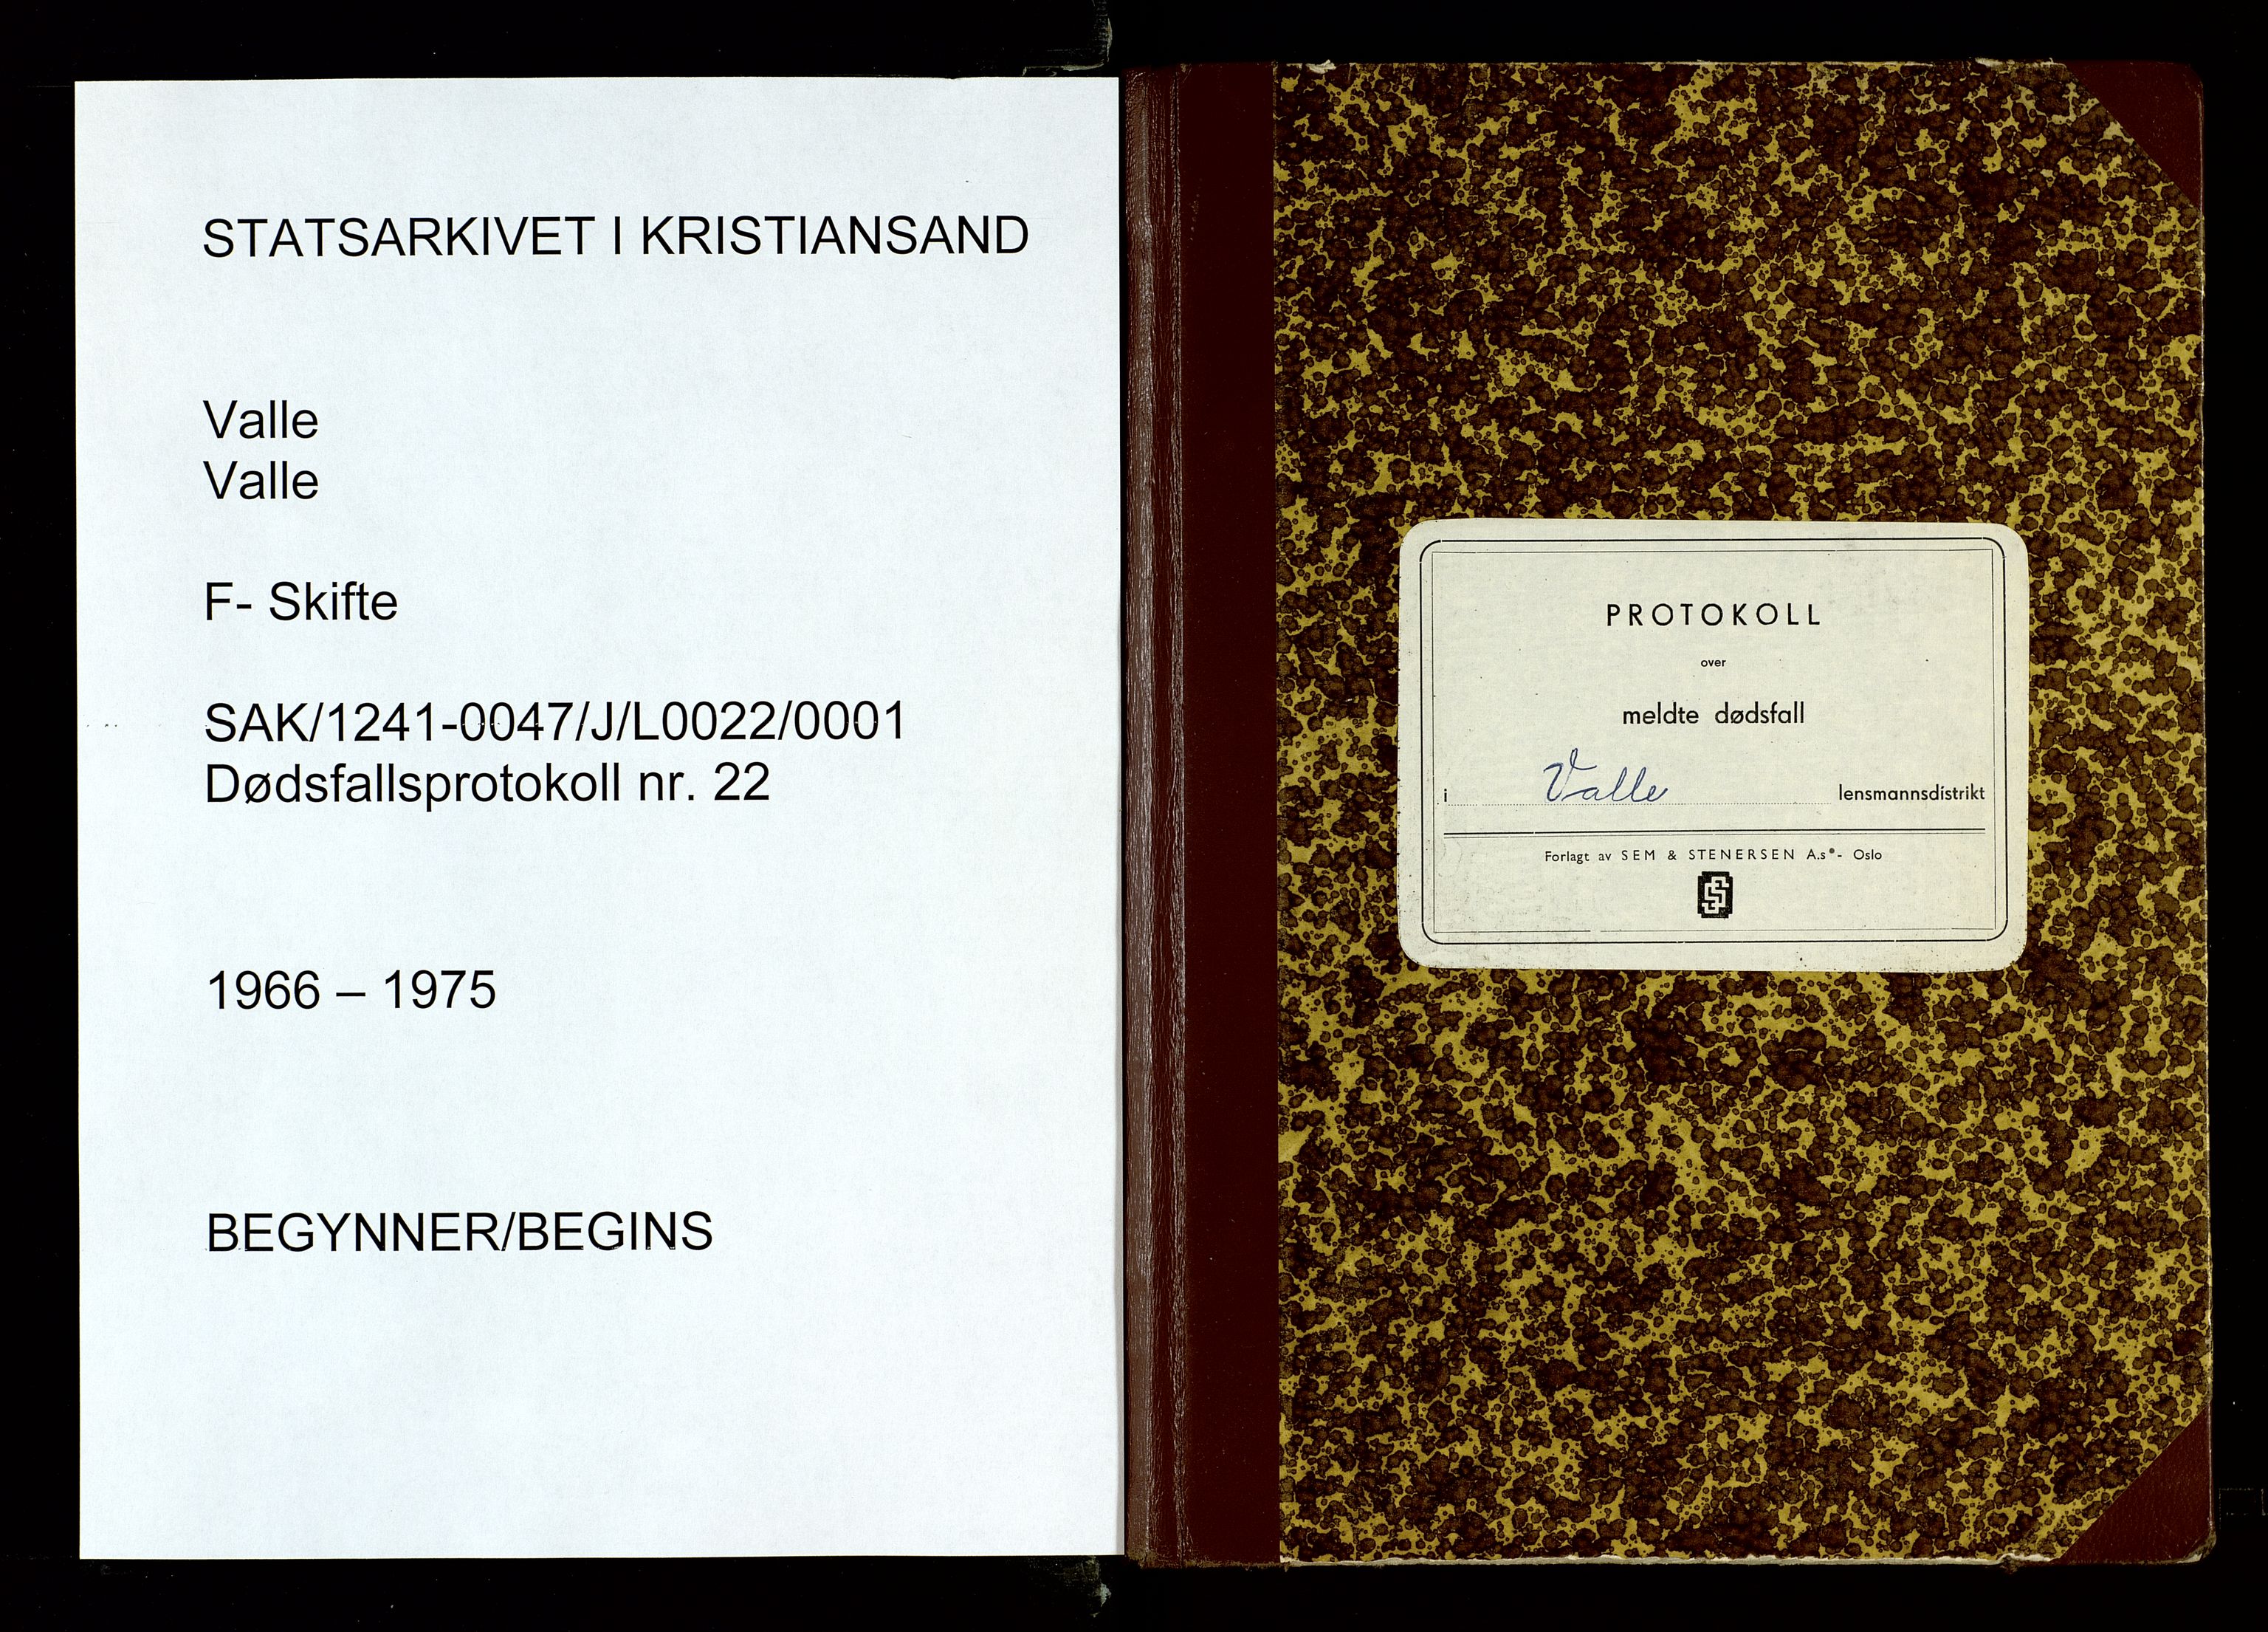 STATSARKIVET I KRISTIANSAND
Valle
Valle
F- Skifte
SAK/1241-0047/J/L0022/0001
Dødsfallsprotokoll nr. 22
1966 – 1975
BEGYNNER/BEGINS
PROTOKOLL
over
meldte dødsfall
i Valle lensmannsdistrikt
Forlagt av SEM & STENERSEN A.s - Oslo